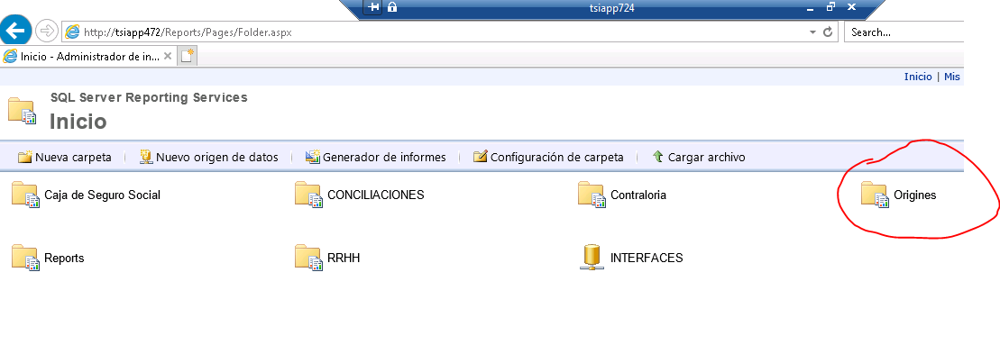 tsiapp724
http://tsiapp472/Reports/Pages/Folder.aspx
Search...
Inicio - Administrador de in...
Inicio | Mis
SQL Server Reporting Services
Inicio
Nueva carpeta | Nuevo origen de datos | Generador de informes | Configuración de carpeta | Cargar archivo
Caja de Seguro Social CONCILIACIONES Contraloria Origines
Reports RRHH INTERFACES